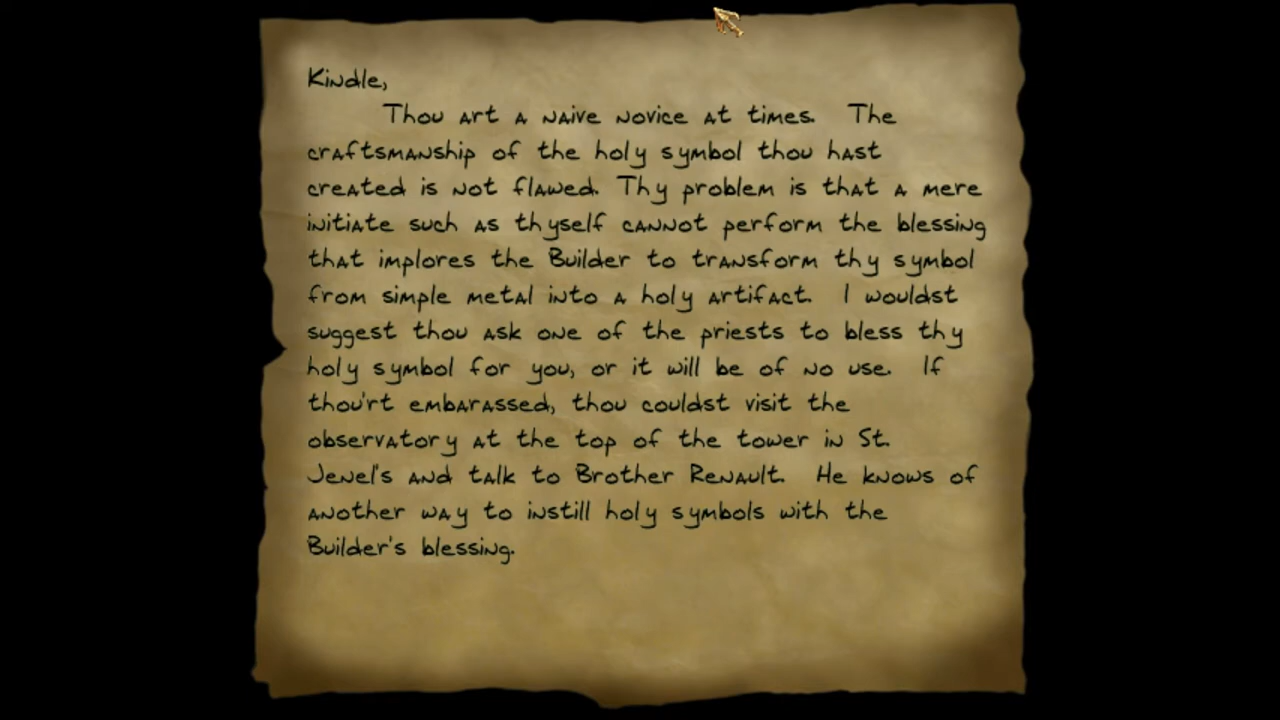 Kindle,
Thou art a naive novice at times. The
craftsmanship of the holy symbol thou hast
created is not flawed. Thy problem is that a mere
initiate such as thyself cannot perform the blessing
that implores the Builder to transform thy symbol
from simple metal into a holy artifact. I wouldst
suggest thou ask one of the priests to bless thy
holy symbol for you, or it will be of no use. If
thou'rt embarassed, thou couldst visit the
observatory at the top of the tower in St.
Jenel's and talk to Brother Renault. He knows of
another way to instill holy symbols with the
Builder's blessing.